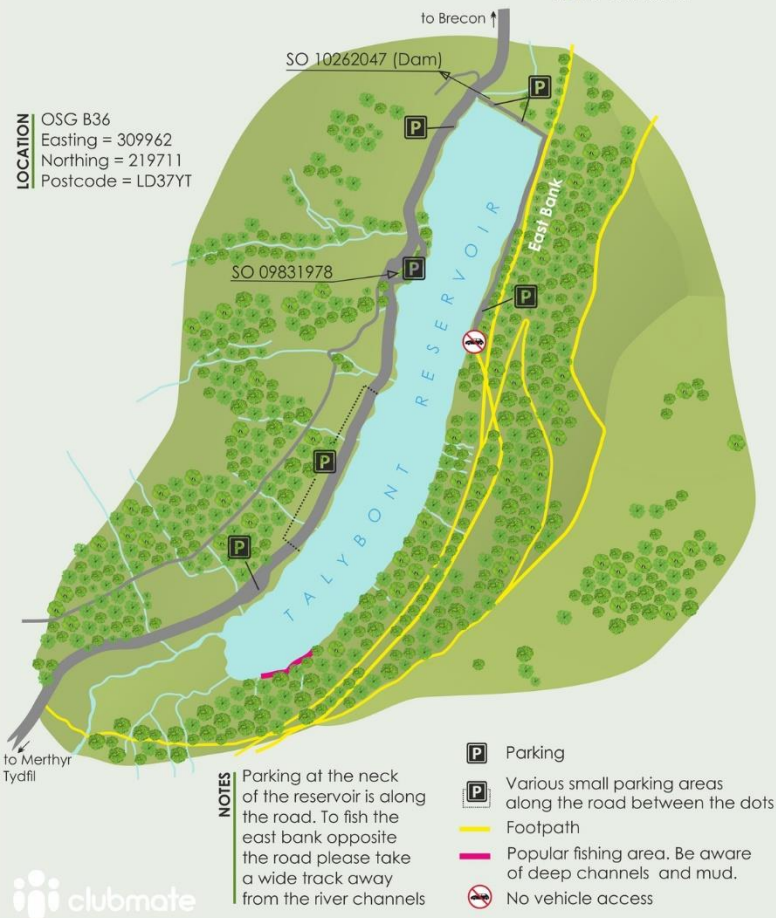 to Brecon
SO 10262047 (Dam)
P
P
LOCATION
OSG B36
Easting = 309962
Northing = 219711
Postcode = LD37YT
East Bank
SO 09831978
P
P
TALYBONT RESERVOIR
P
P
to Merthyr
Tydfil
NOTES
Parking at the neck
of the reservoir is along
the road. To fish the
east bank opposite
the road please take
a wide track away
from the river channels
P Parking
P Various small parking areas
along the road between the dots
Footpath
Popular fishing area. Be aware
of deep channels and mud.
No vehicle access
clubmate